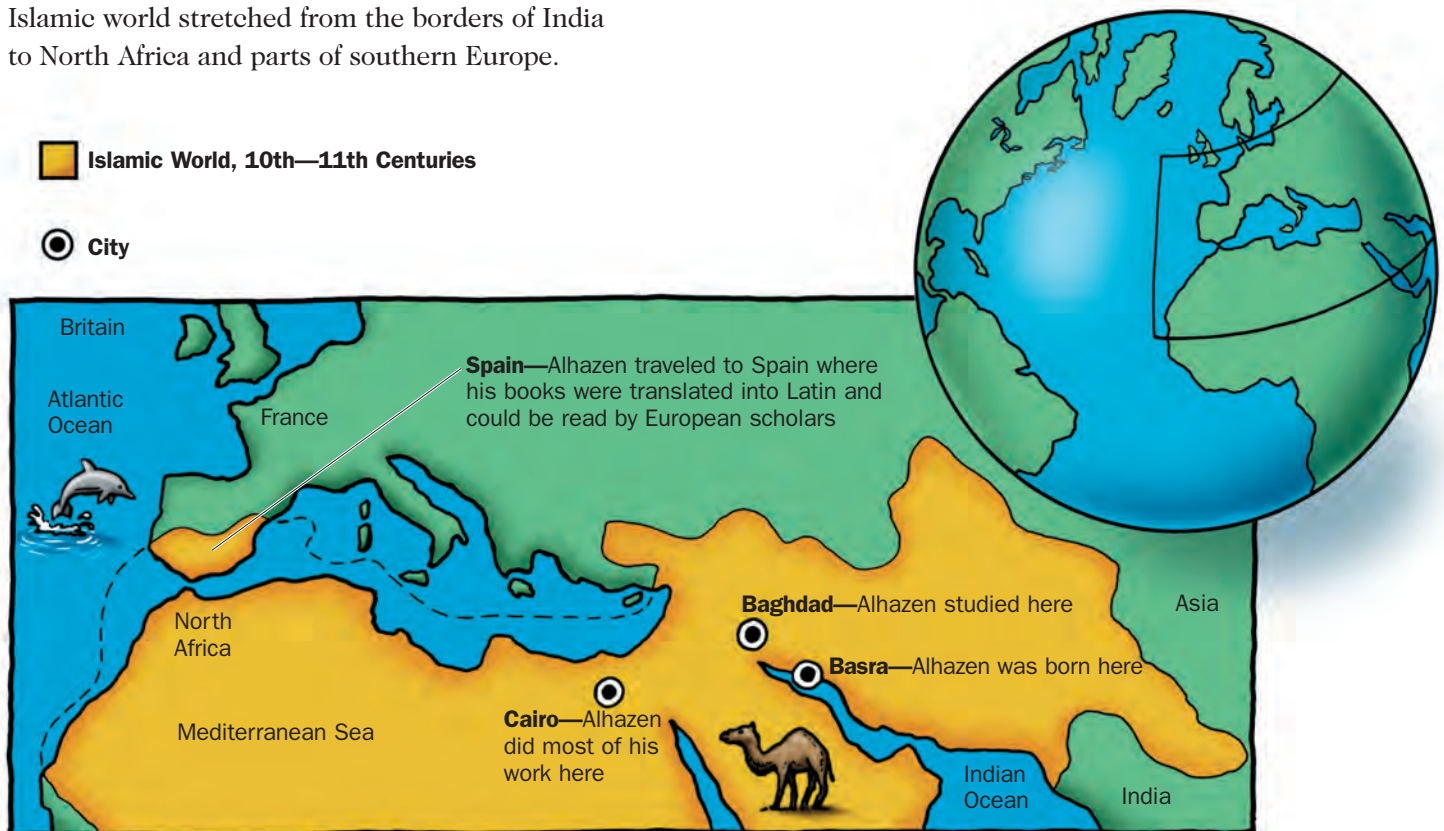 Islamic world stretched from the borders of India
to North Africa and parts of southern Europe.
Islamic World, 10th—11th Centuries
City
Britain
Atlantic
Ocean
France
Spain—Alhazen traveled to Spain where
his books were translated into Latin and
could be read by European scholars
North
Africa
Mediterranean Sea
Baghdad—Alhazen studied here
Basra—Alhazen was born here
Cairo—Alhazen
did most of his
work here
Asia
Indian
Ocean
India